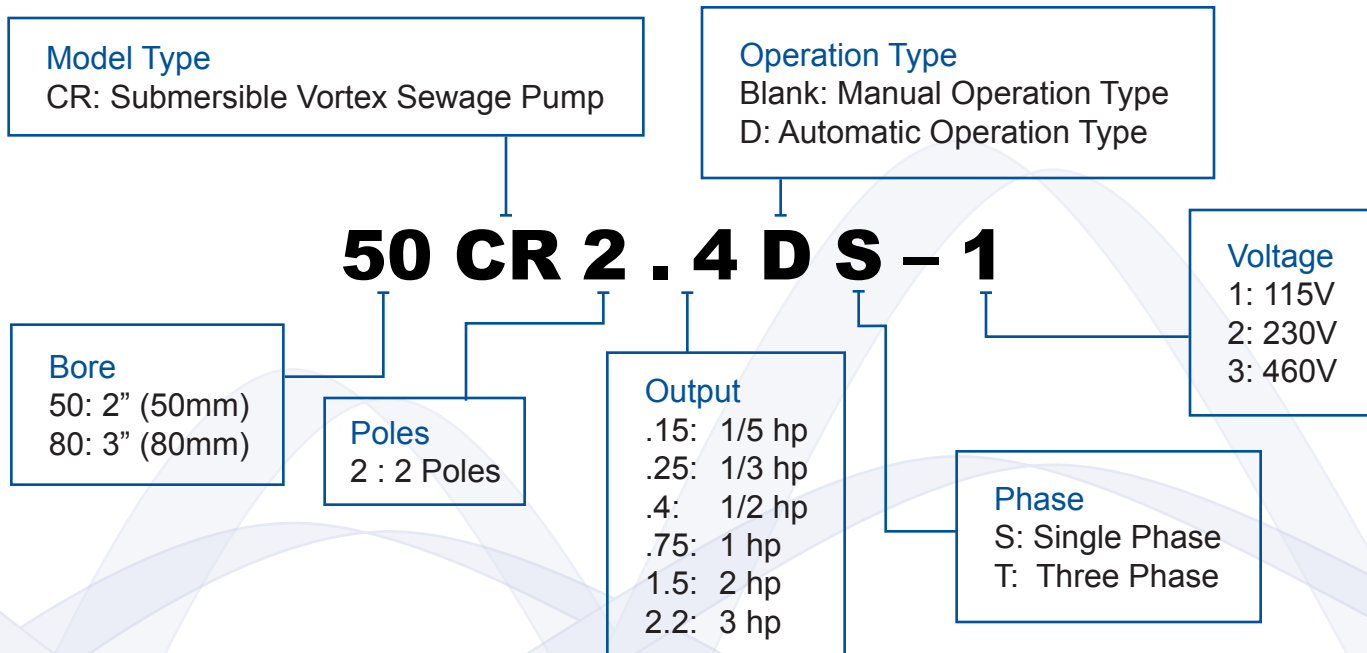 Model Type
CR: Submersible Vortex Sewage Pump
Operation Type
Blank: Manual Operation Type
D: Automatic Operation Type
50 CR 2 . 4 D S – 1
Voltage
1: 115V
2: 230V
3: 460V
Bore
50: 2” (50mm)
80: 3” (80mm)
Poles
2 : 2 Poles
Output
.15: 1/5 hp
.25: 1/3 hp
.4: 1/2 hp
.75: 1 hp
1.5: 2 hp
2.2: 3 hp
Phase
S: Single Phase
T: Three Phase